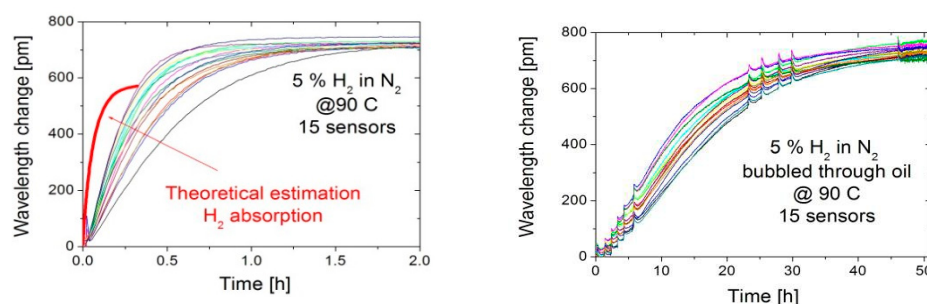 800
600
400
200
0
Wavelength change [pm]
5 % H₂ in N₂
@90 C
15 sensors
Theoretical estimation
H₂ absorption
0.0 0.5 1.0 1.5 2.0
Time [h]
800
600
400
200
0
Wavelength change [pm]
5 % H₂ in N₂
bubbled through oil
@ 90 C
15 sensors
0 10 20 30 40 50
Time [h]